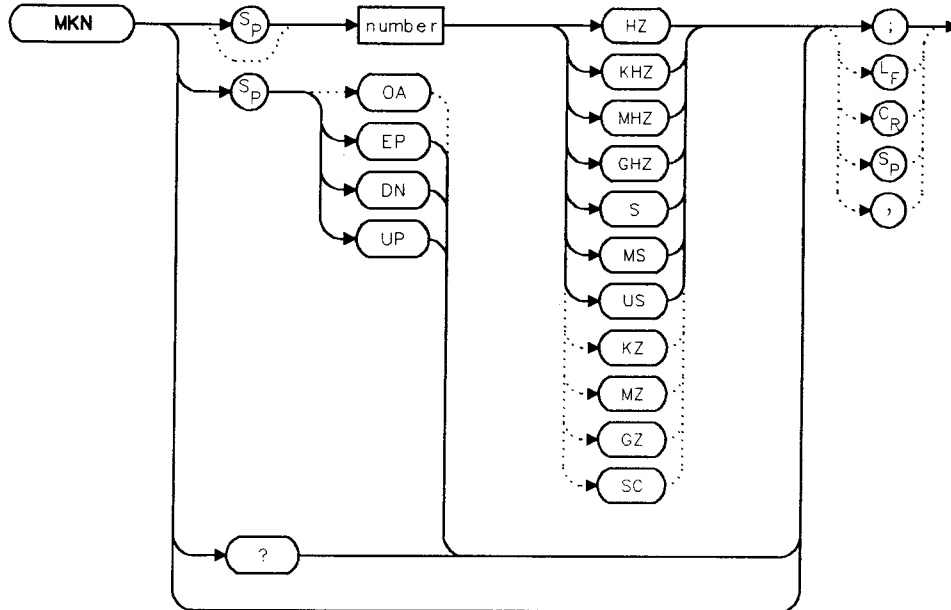 MKN
SP
number
HZ
;
SP
OA
KHZ
LF
EP
MHZ
CR
DN
GHZ
SP
UP
S
,
MS
US
KZ
MZ
GZ
SC
?